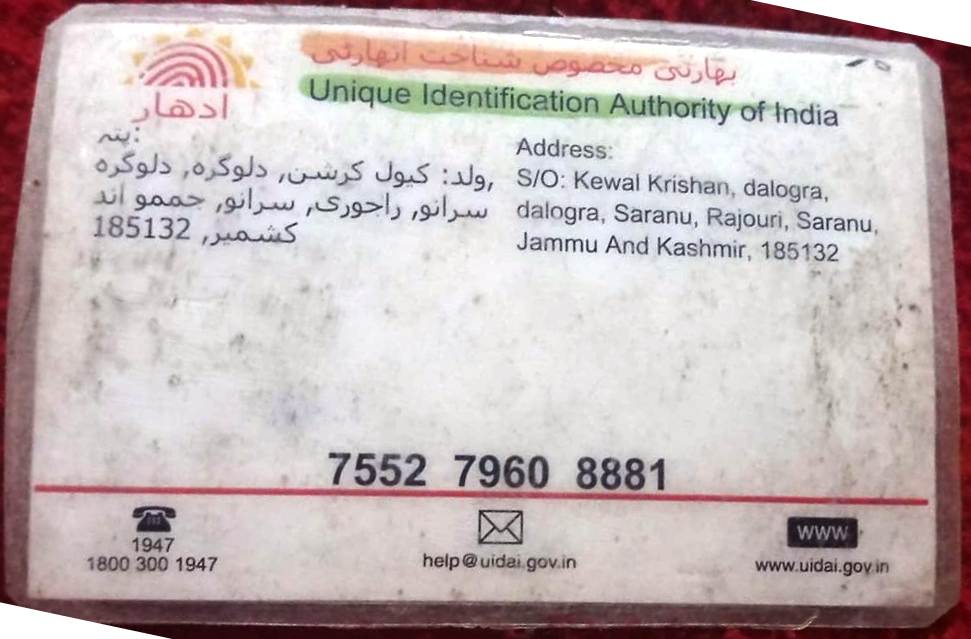 بھارتی مخصوص شناخت اتھارٹی
Unique Identification Authority of India
ادھار
پتہ:
ولد: کیول کرشن, دلوگرہ, دلوگرہ,
سرانو, راجوری, سرانو, جممو اند
کشمیر, 185132
Address:
S/O: Kewal Krishan, dalogra,
dalogra, Saranu, Rajouri, Saranu,
Jammu And Kashmir, 185132
7552 7960 8881
1947
1800 300 1947
help@uidai.gov.in
www
www.uidai.gov.in